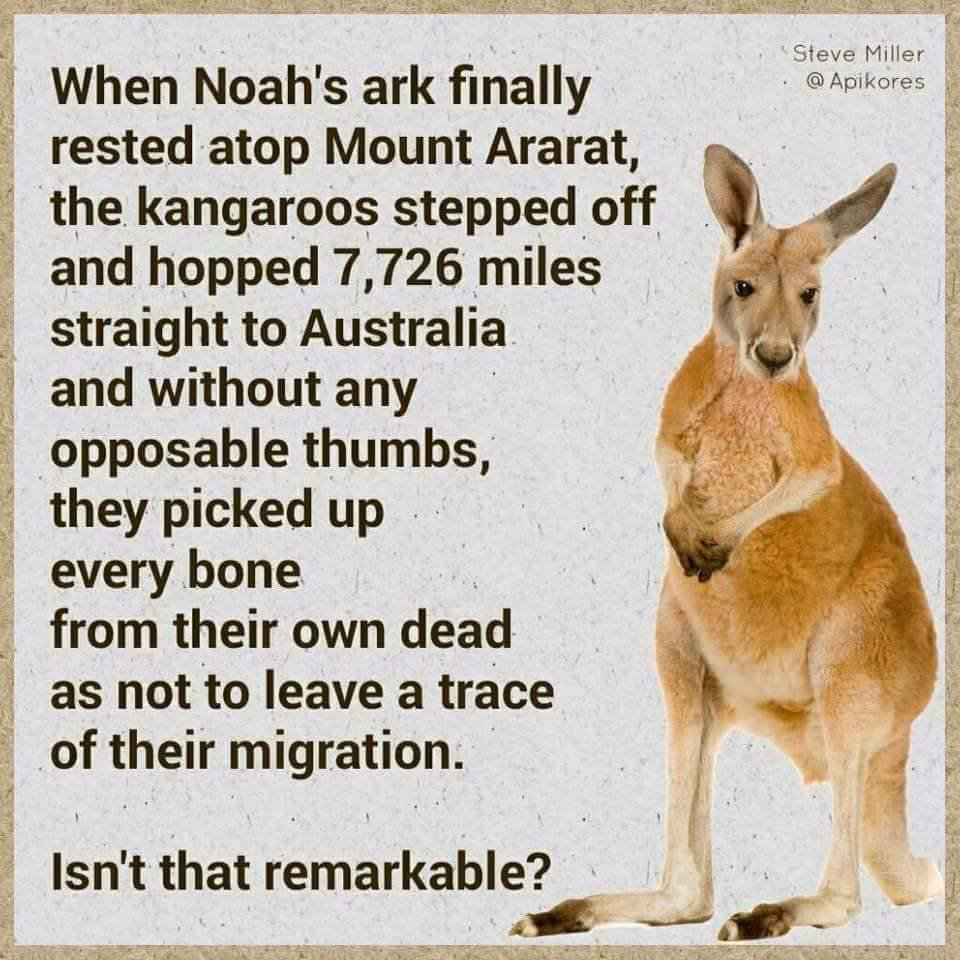 Steve Miller
@Apikores
When Noah's ark finally
rested atop Mount Ararat,
the kangaroos stepped off
and hopped 7,726 miles
straight to Australia
and without any
opposable thumbs,
they picked up
every bone
from their own dead
as not to leave a trace
of their migration.
Isn't that remarkable?